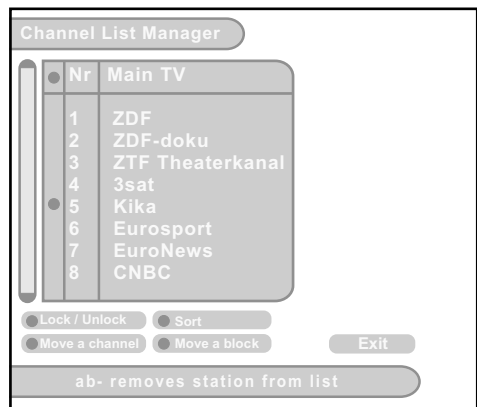 Channel List Manager
Nr Main TV
1 ZDF
2 ZDF-doku
3 ZTF Theaterkanal
4 3sat
5 Kika
6 Eurosport
7 EuroNews
8 CNBC
Lock / Unlock Sort
Move a channel Move a block Exit
ab- removes station from list